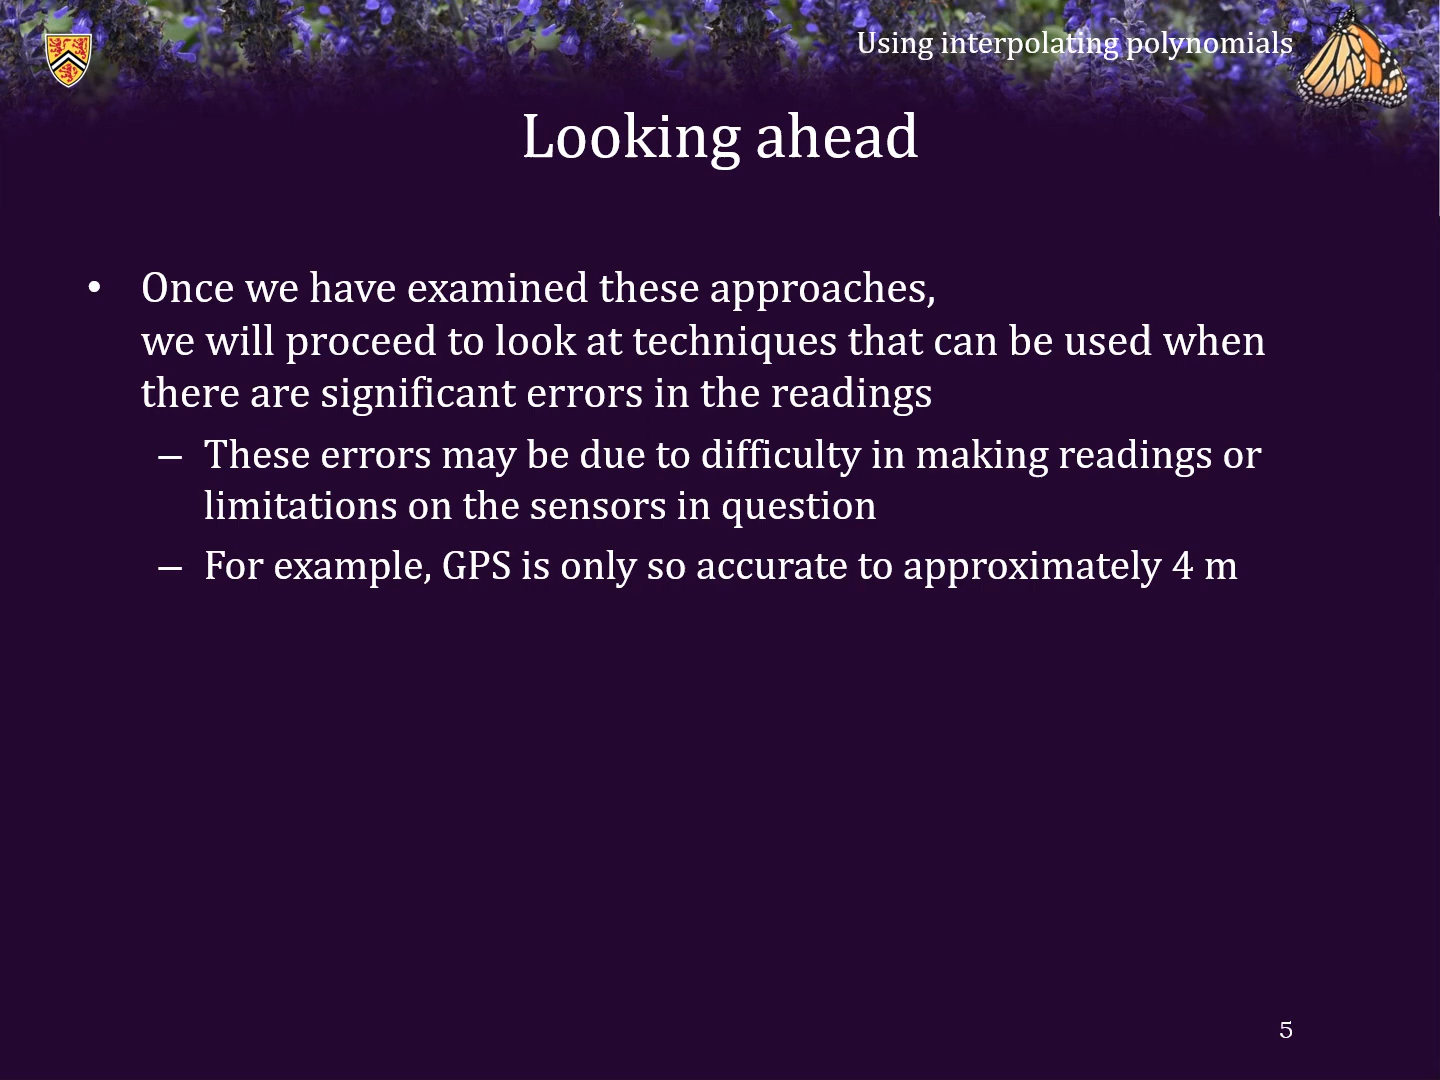 Using interpolating polynomials
Looking ahead
• Once we have examined these approaches,
we will proceed to look at techniques that can be used when
there are significant errors in the readings
– These errors may be due to difficulty in making readings or
limitations on the sensors in question
– For example, GPS is only so accurate to approximately 4 m
5